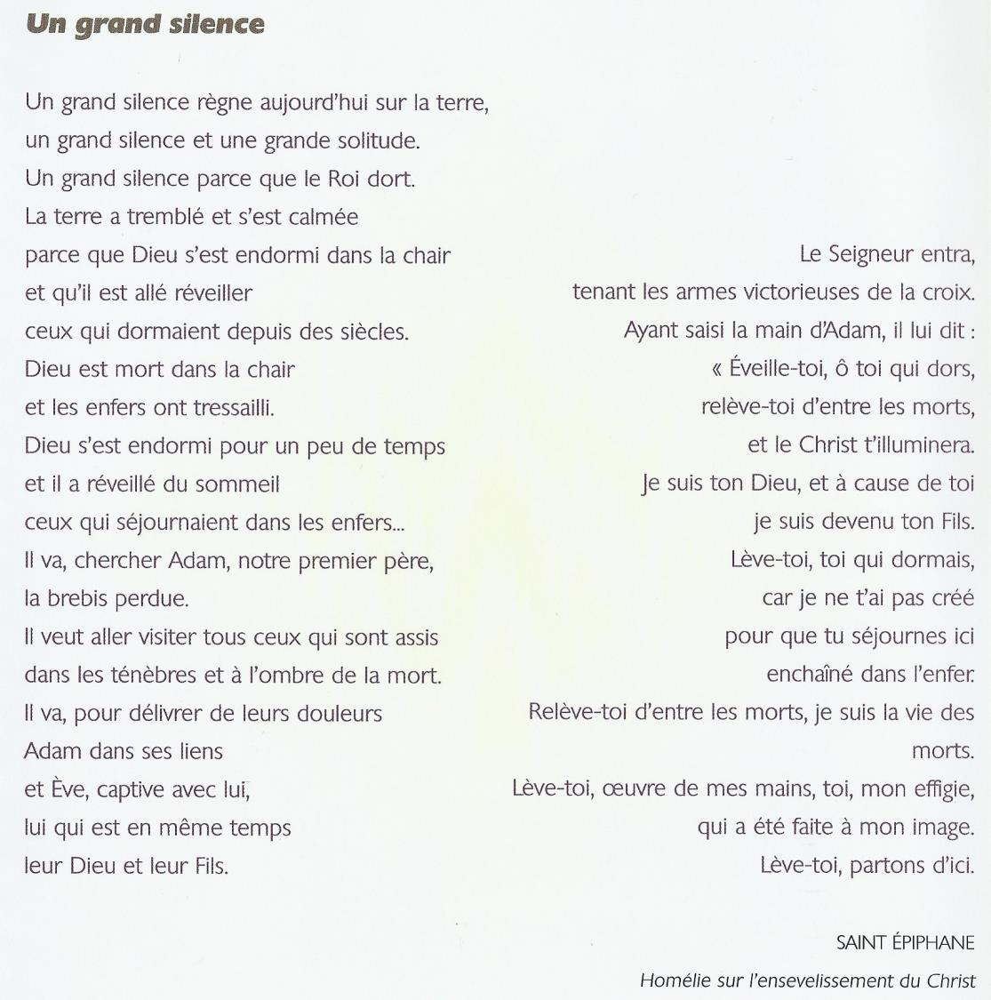 Un grand silence
Un grand silence règne aujourd'hui sur la terre,
un grand silence et une grande solitude.
Un grand silence parce que le Roi dort.
La terre a tremblé et s'est calmée
parce que Dieu s'est endormi dans la chair
et qu'il est allé réveiller
ceux qui dormaient depuis des siècles.
Dieu est mort dans la chair
et les enfers ont tressailli.
Dieu s'est endormi pour un peu de temps
et il a réveillé du sommeil
ceux qui séjournaient dans les enfers...
Il va, chercher Adam, notre premier père,
la brebis perdue.
Il veut aller visiter tous ceux qui sont assis
dans les ténèbres et à l'ombre de la mort.
Il va, pour délivrer de leurs douleurs
Adam dans ses liens
et Ève, captive avec lui,
lui qui est en même temps
leur Dieu et leur Fils.
Le Seigneur entra,
tenant les armes victorieuses de la croix.
Ayant saisi la main d'Adam, il lui dit :
« Éveille-toi, ô toi qui dors,
relève-toi d'entre les morts,
et le Christ t'illuminera.
Je suis ton Dieu, et à cause de toi
je suis devenu ton Fils.
Lève-toi, toi qui dormais,
car je ne t'ai pas créé
pour que tu séjournes ici
enchaîné dans l'enfer.
Relève-toi d'entre les morts, je suis la vie des
morts.
Lève-toi, œuvre de mes mains, toi, mon effigie,
qui a été faite à mon image.
Lève-toi, partons d'ici.
SAINT ÉPIPHANE
Homélie sur l'ensevelissement du Christ